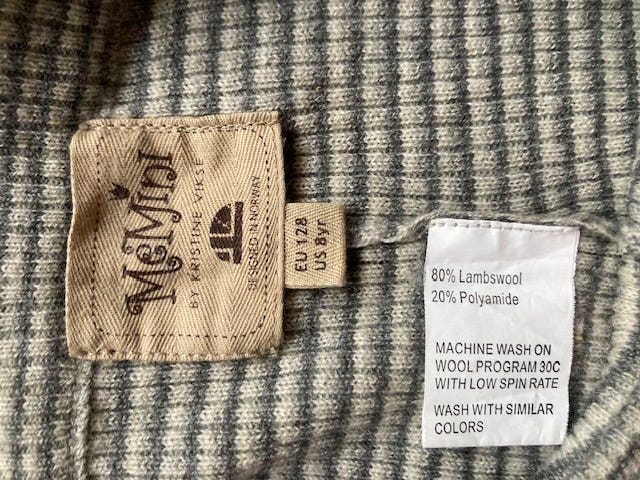 MeMini
BY KRISTINE VIKSE
DESIGNED IN NORWAY
EU 128
US 8yr
80% Lambswool
20% Polyamide
MACHINE WASH ON
WOOL PROGRAM 30C
WITH LOW SPIN RATE
WASH WITH SIMILAR
COLORS